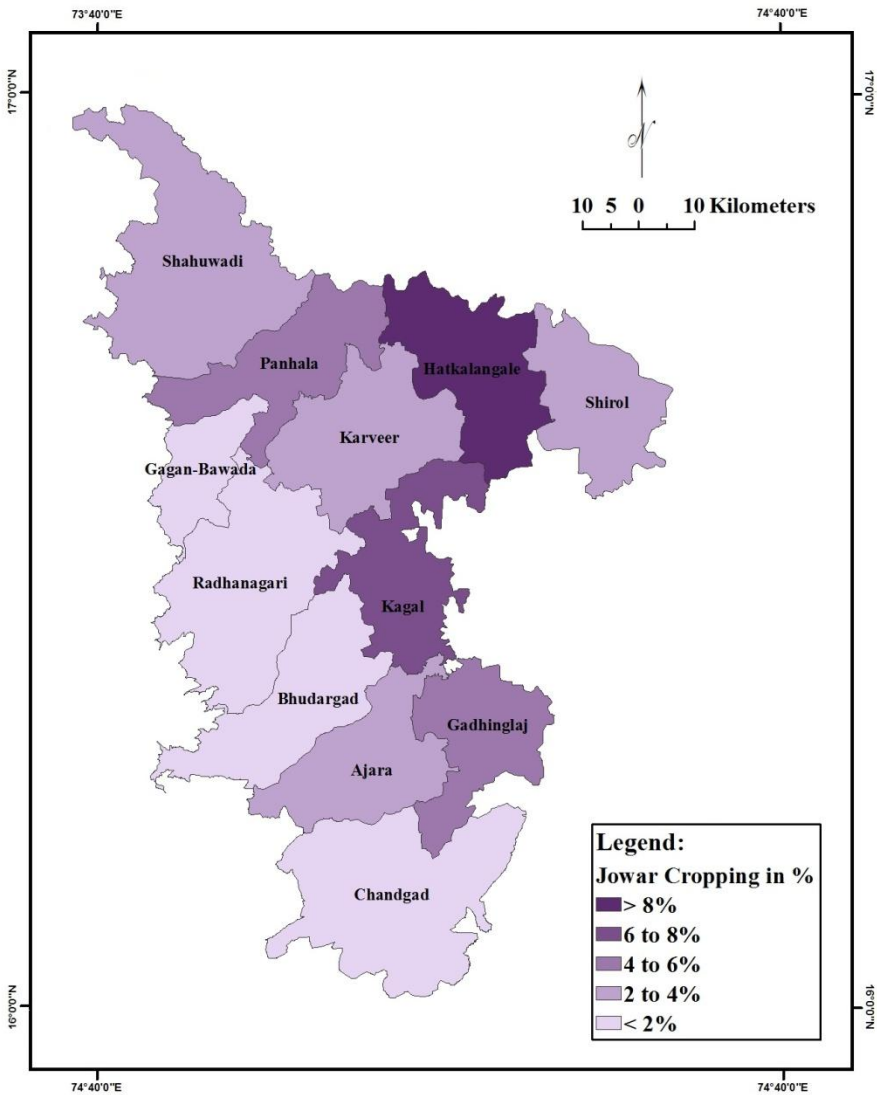 73°40'0"E
74°40'0"E
17°0'0"N
17°0'0"N
N
10 5 0 10 Kilometers
Shahuwadi
Panhala
Hatkalangale
Shirol
Karveer
Gagan-Bawada
Radhanagari
Kagal
Bhudargad
Gadhinglaj
Ajara
Chandgad
Legend:
Jowar Cropping in %
> 8%
6 to 8%
4 to 6%
2 to 4%
< 2%
16°0'0"N
16°0'0"N
74°40'0"E
74°40'0"E